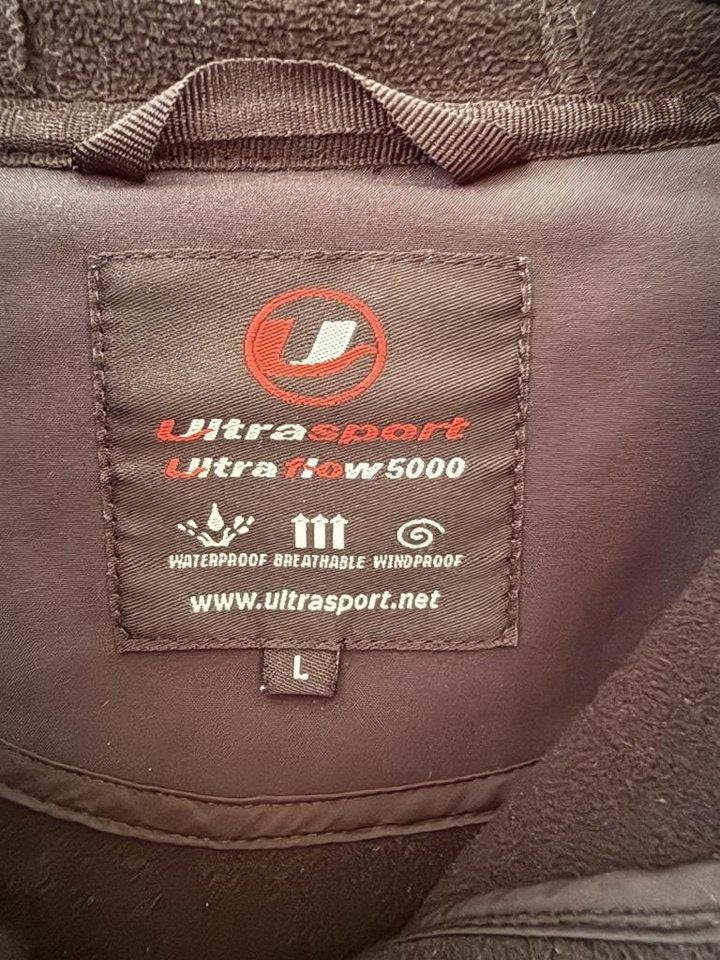 U
Ultrasport
Ultraflow5000
WATERPROOF BREATHABLE WINDPROOF
www.ultrasport.net
L